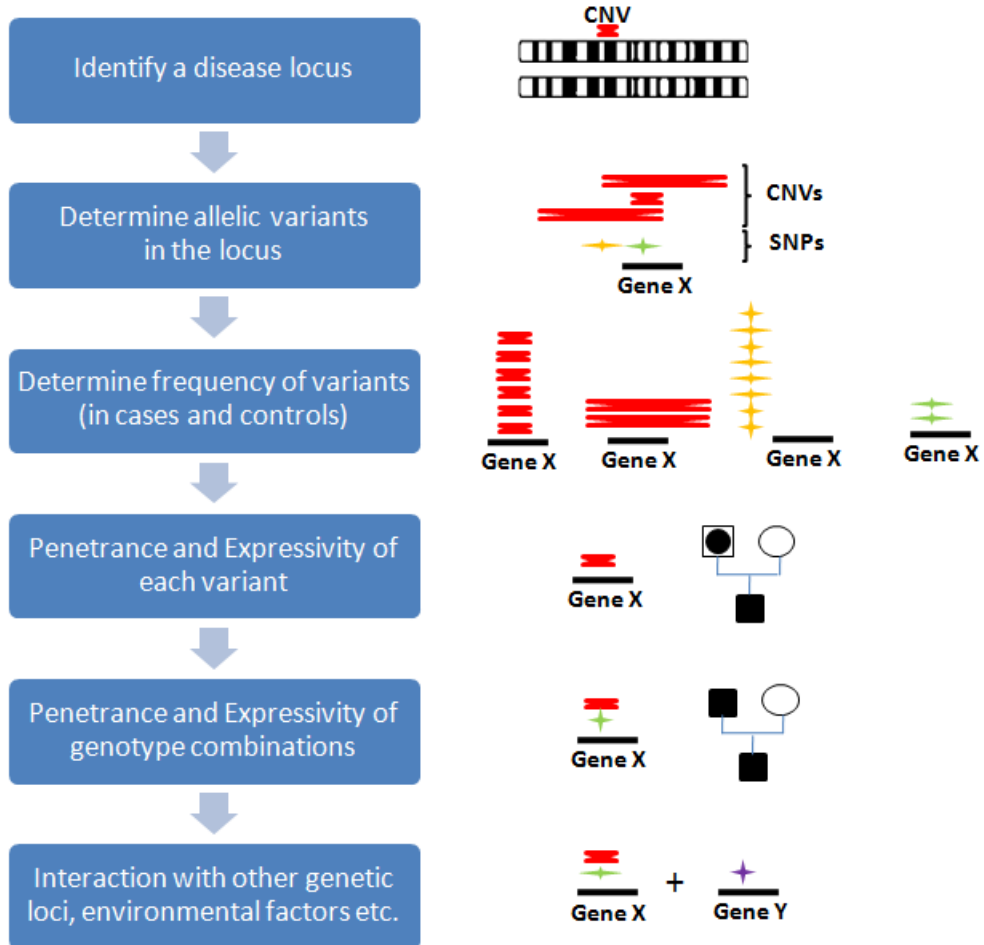 CNV
Identify a disease locus
Determine allelic variants
in the locus
CNVs
SNPs
Gene X
Determine frequency of variants
(in cases and controls)
Gene X
Gene X
Gene X
Gene X
Penetrance and Expressivity of
each variant
Gene X
Penetrance and Expressivity of
genotype combinations
Gene X
Interaction with other genetic
loci, environmental factors etc.
Gene X
+
Gene Y